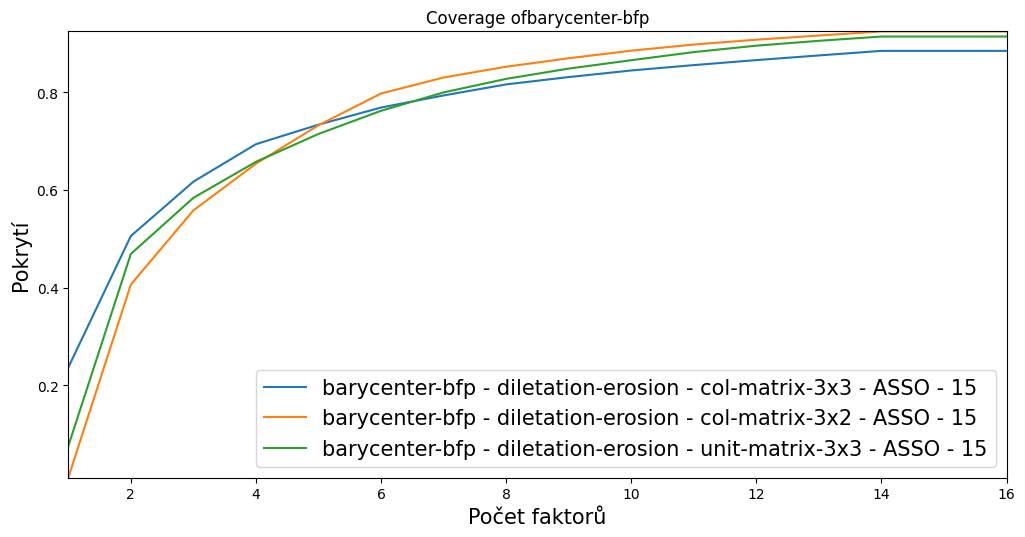 Coverage ofbarycenter-bfp
0.8
0.6
0.4
0.2
Pokrytí
barycenter-bfp - diletation-erosion - col-matrix-3x3 - ASSO - 15
barycenter-bfp - diletation-erosion - col-matrix-3x2 - ASSO - 15
barycenter-bfp - diletation-erosion - unit-matrix-3x3 - ASSO - 15
2 4 6 8 10 12 14 16
Počet faktorů